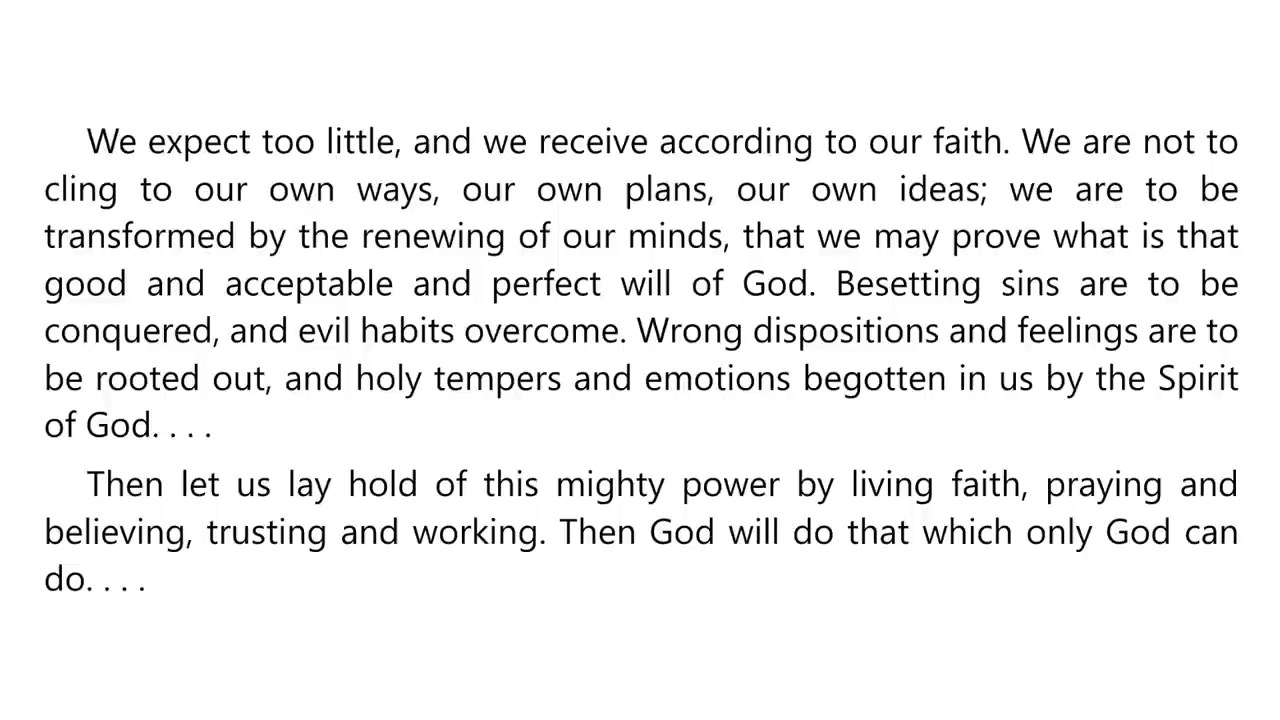 We expect too little, and we receive according to our faith. We are not to
cling to our own ways, our own plans, our own ideas; we are to be
transformed by the renewing of our minds, that we may prove what is that
good and acceptable and perfect will of God. Besetting sins are to be
conquered, and evil habits overcome. Wrong dispositions and feelings are to
be rooted out, and holy tempers and emotions begotten in us by the Spirit
of God. . . .
Then let us lay hold of this mighty power by living faith, praying and
believing, trusting and working. Then God will do that which only God can
do. . . .